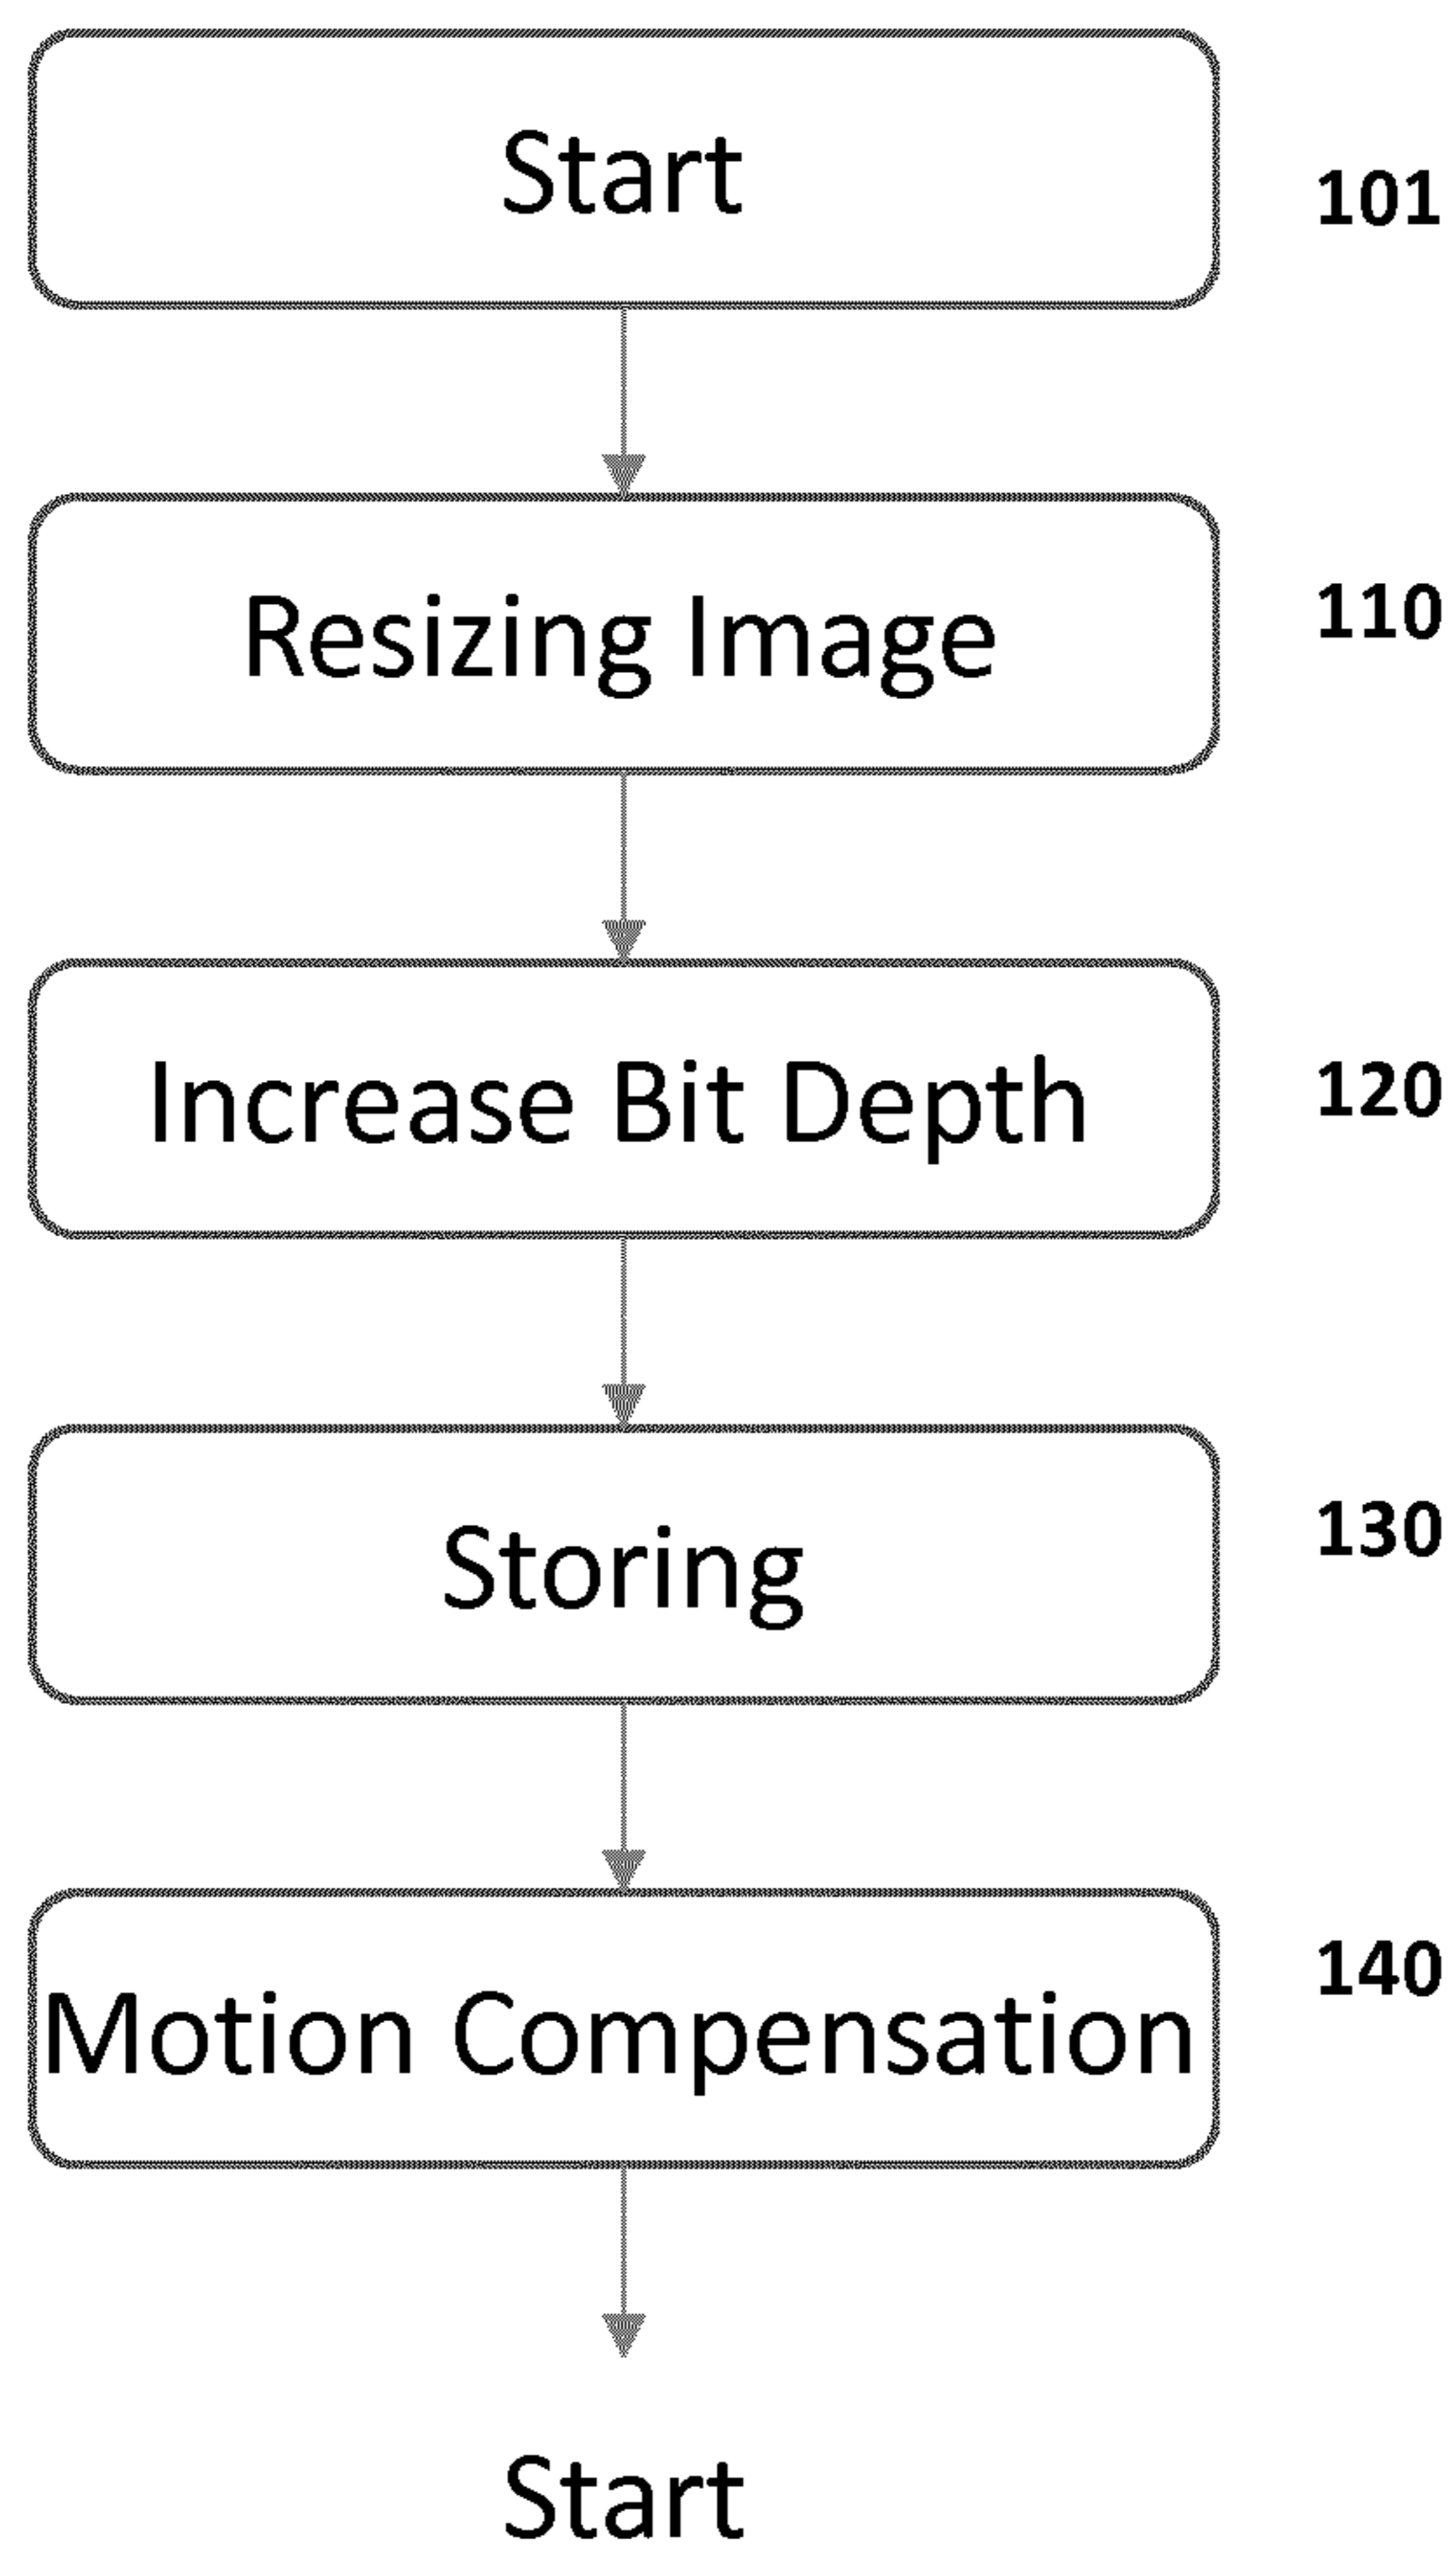 Start
101
Resizing Image
110
Increase Bit Depth
120
Storing
130
Motion Compensation
140
Start